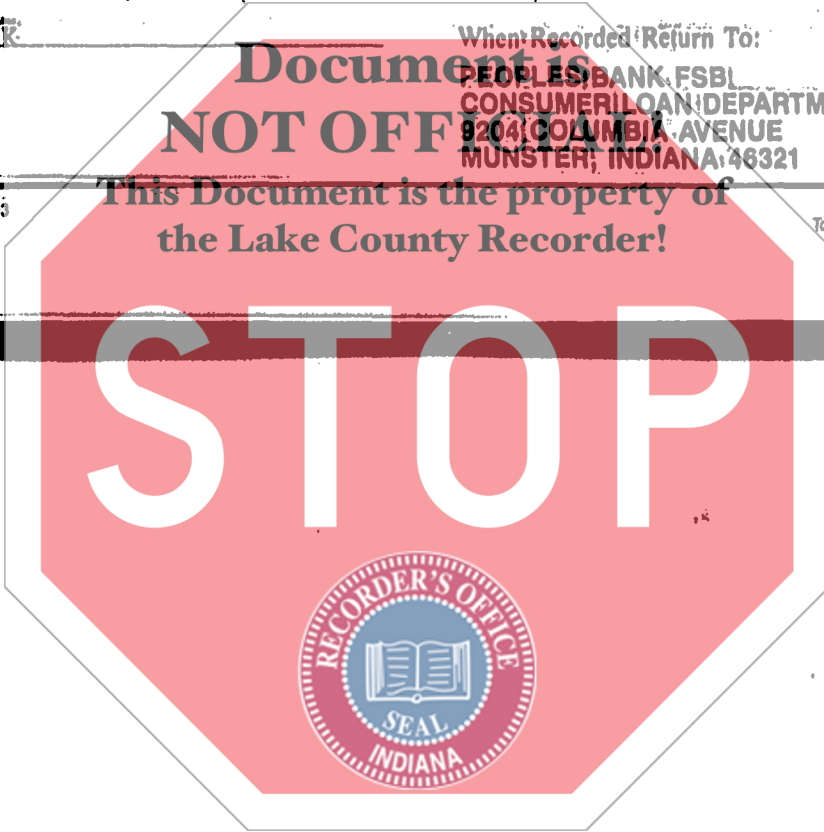 When Recorded Return To:
Document is
PEOPLES BANK FSB
CONSUMER LOAN DEPARTM
NOT OFFICIAL!
9204 COLUMBIA AVENUE
MUNSTER, INDIANA 46321
This Document is the property of
the Lake County Recorder!
STOP
RECORDER'S OFFICE
SEAL
INDIANA